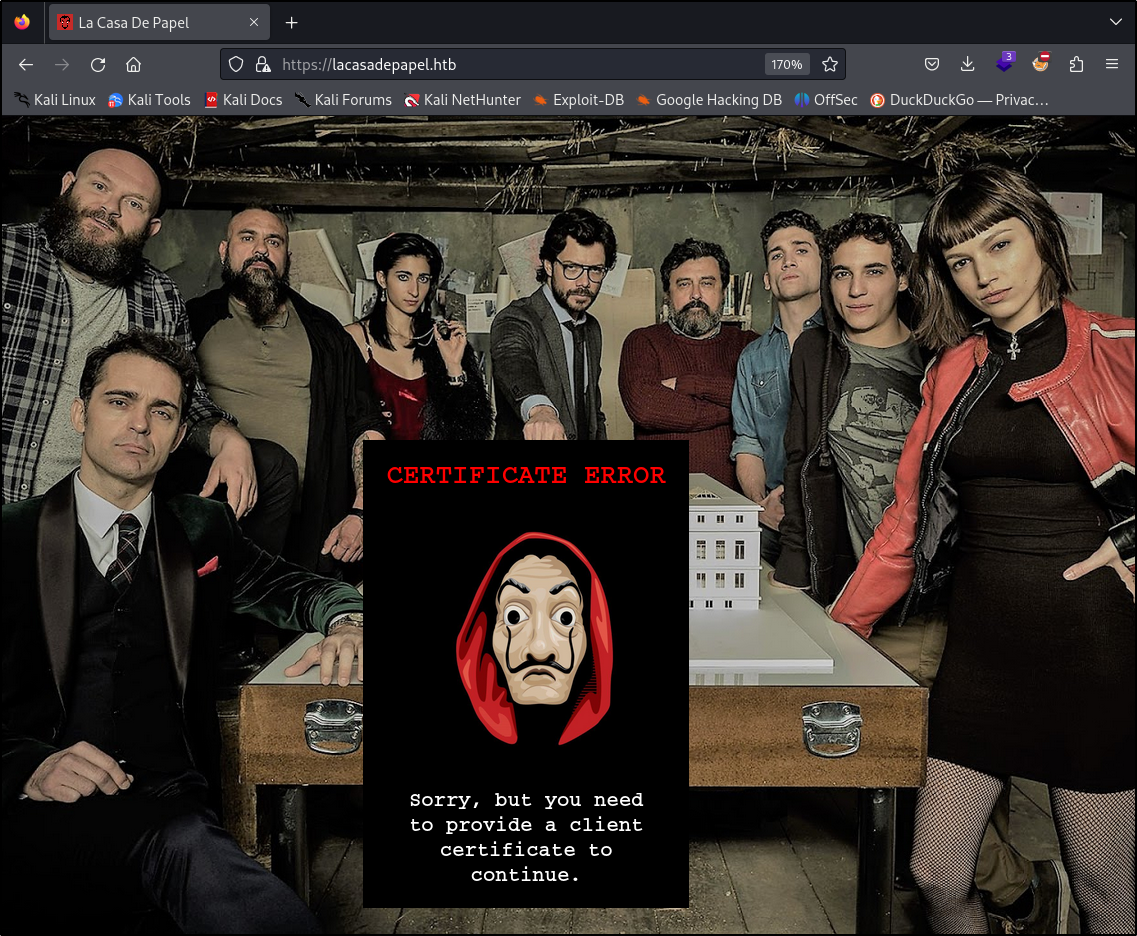 La Casa De Papel
https://lacasadepapel.htb
170%
3
Kali Linux
Kali Tools
Kali Docs
Kali Forums
Kali NetHunter
Exploit-DB
Google Hacking DB
OffSec
DuckDuckGo — Privac…
CERTIFICATE ERROR
Sorry, but you need
to provide a client
certificate to
continue.